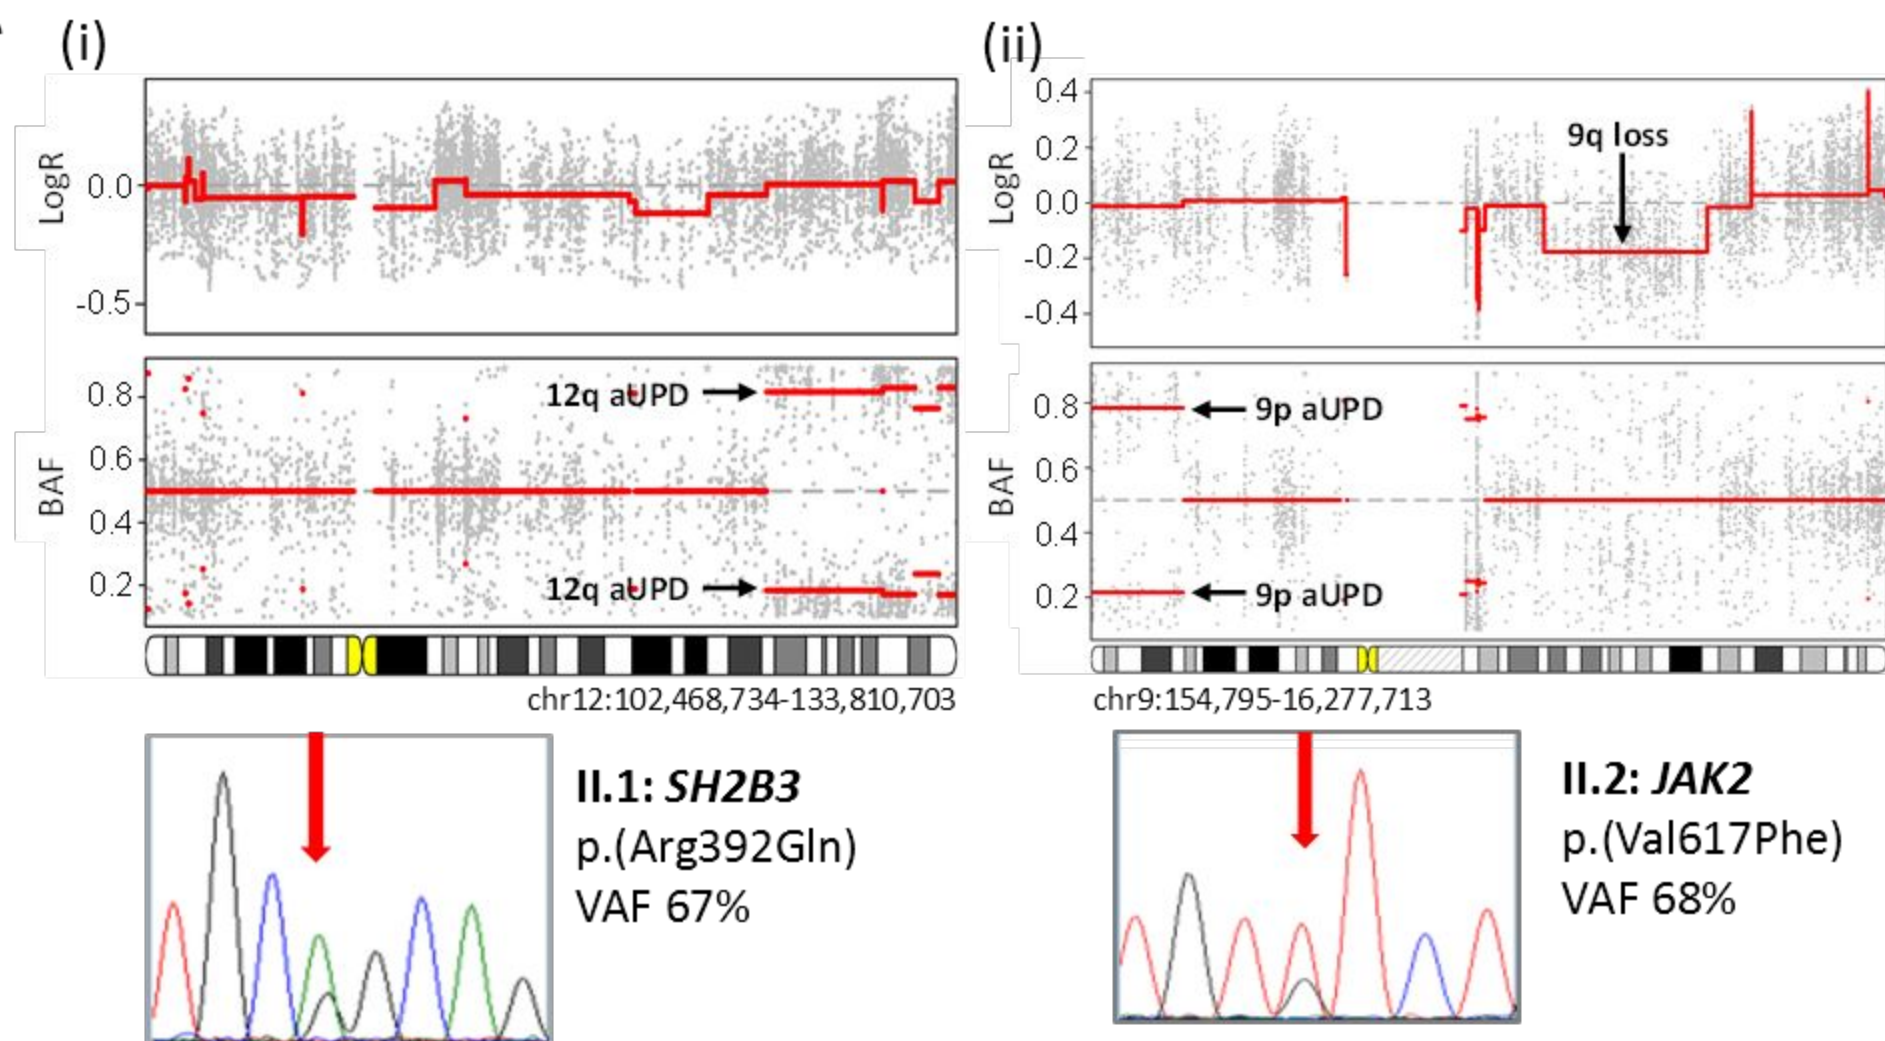 (i)
(ii)
LogR
0.0
-0.5
BAF
0.8
0.6
0.4
0.2
12q aUPD
12q aUPD
chr12:102,468,734-133,810,703
LogR
0.4
0.2
0.0
-0.2
-0.4
9q loss
BAF
0.8
0.6
0.4
0.2
9p aUPD
9p aUPD
chr9:154,795-16,277,713
II.1: SH2B3
p.(Arg392Gln)
VAF 67%
II.2: JAK2
p.(Val617Phe)
VAF 68%